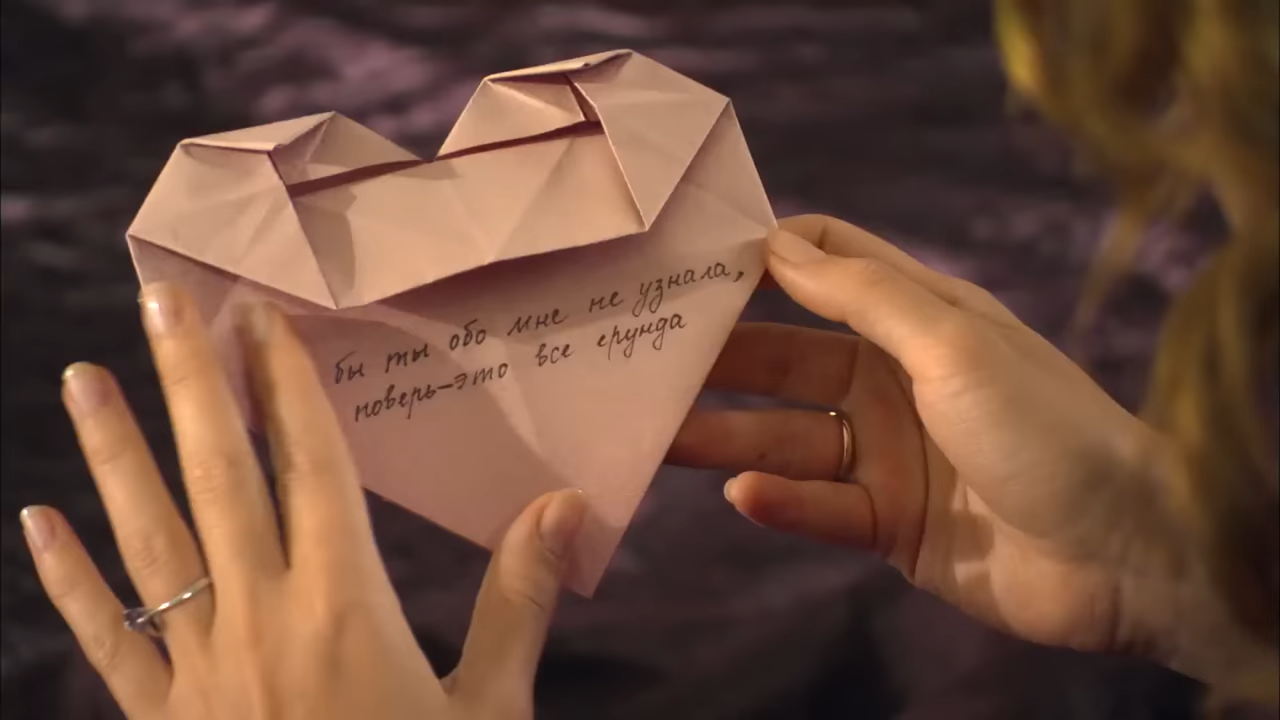 бы ты обо мне не узнала,
поверь-это все ерунда